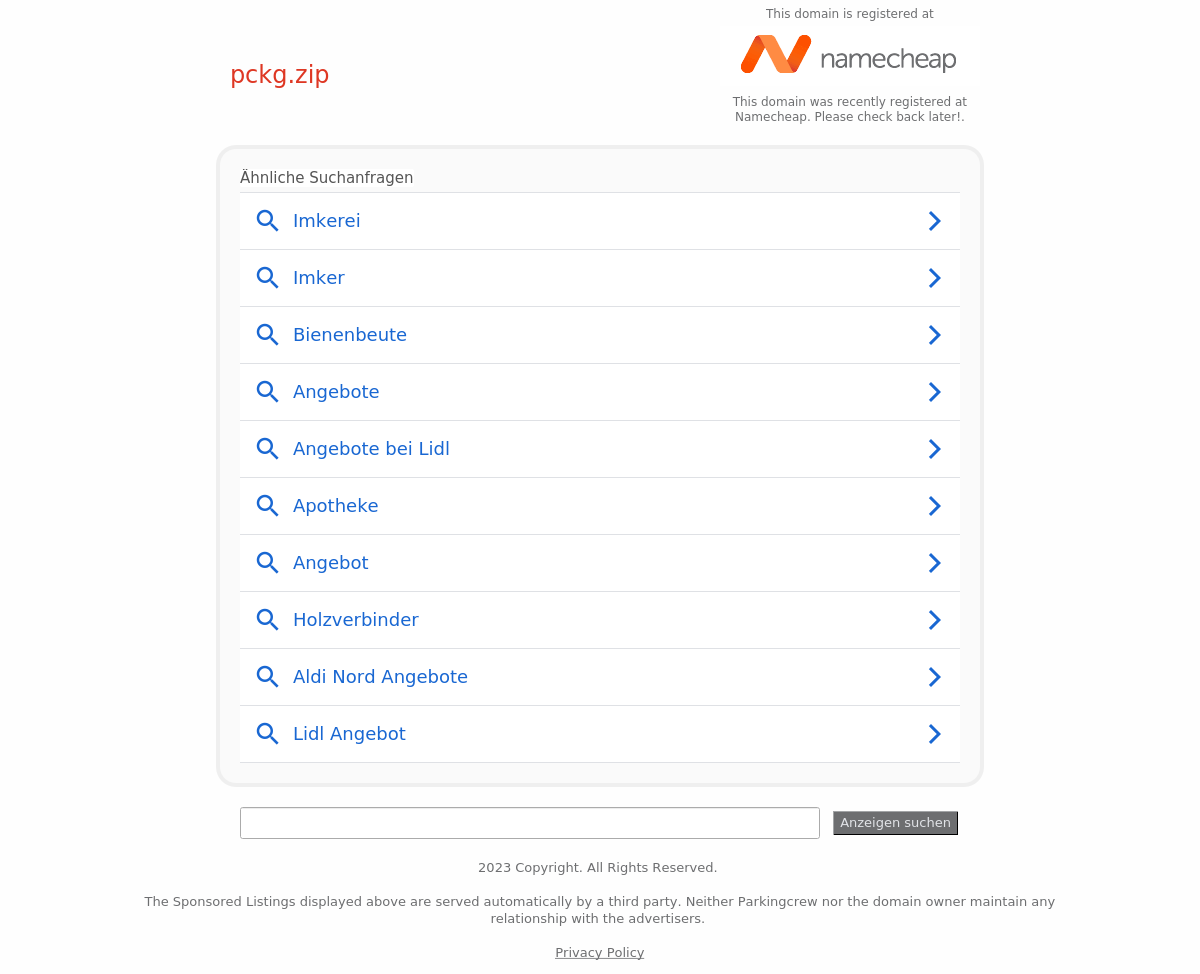 This domain is registered at
namecheap
pckg.zip
This domain was recently registered at
Namecheap. Please check back later!.
Ähnliche Suchanfragen
Imkerei
Imker
Bienenbeute
Angebote
Angebote bei Lidl
Apotheke
Angebot
Holzverbinder
Aldi Nord Angebote
Lidl Angebot
Anzeigen suchen
2023 Copyright. All Rights Reserved.
The Sponsored Listings displayed above are served automatically by a third party. Neither Parkingcrew nor the domain owner maintain any
relationship with the advertisers.
Privacy Policy